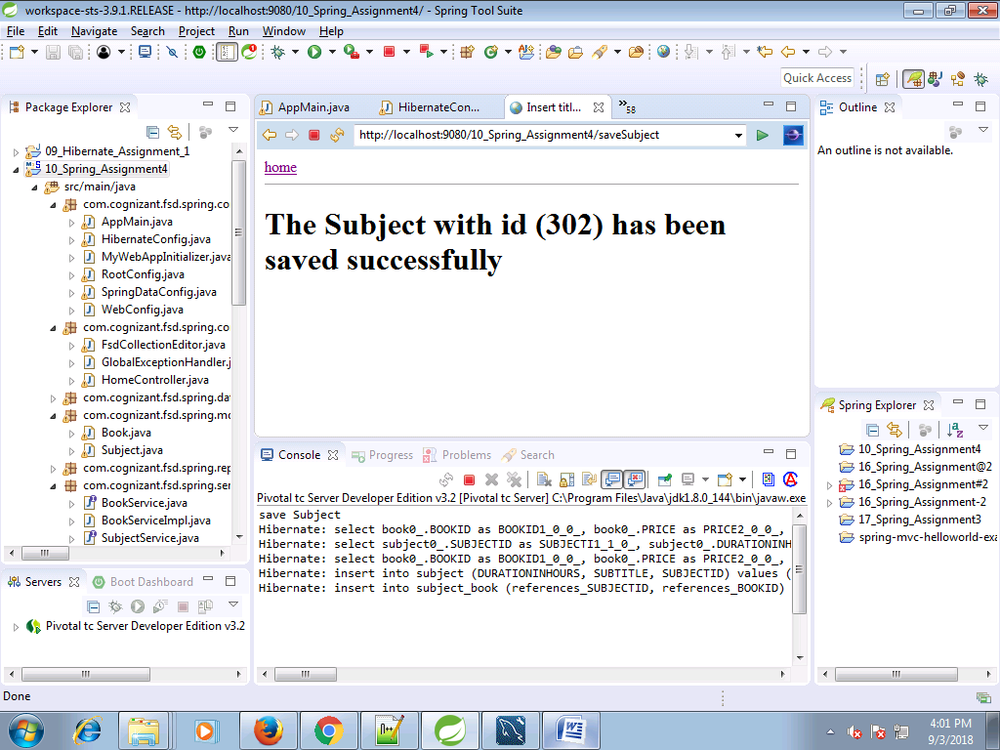 workspace-sts-3.9.1.RELEASE - http://localhost:9080/10_Spring_Assignment4/ - Spring Tool Suite
File Edit Navigate Search Project Run Window Help
Quick Access
Package Explorer
09_Hibernate_Assignment_1
10_Spring_Assignment4
src/main/java
com.cognizant.fsd.spring.co
AppMain.java
HibernateConfig.java
MyWebAppInitializer.java
RootConfig.java
SpringDataConfig.java
WebConfig.java
com.cognizant.fsd.spring.co
FsdCollectionEditor.java
GlobalExceptionHandler.j
HomeController.java
com.cognizant.fsd.spring.da
com.cognizant.fsd.spring.mo
Book.java
Subject.java
com.cognizant.fsd.spring.rep
com.cognizant.fsd.spring.ser
BookService.java
BookServiceImpl.java
SubjectService.java
Servers Boot Dashboard
Pivotal tc Server Developer Edition v3.2
AppMain.java HibernateCon... Insert titl... »58
http://localhost:9080/10_Spring_Assignment4/saveSubject
home
The Subject with id (302) has been
saved successfully
Console Progress Problems Search
Pivotal tc Server Developer Edition v3.2 [Pivotal tc Server] C:\Program Files\Java\jdk1.8.0_144\bin\javaw.exe
save Subject
Hibernate: select book0_.BOOKID as BOOKID1_0_0_, book0_.PRICE as PRICE2_0_0_,
Hibernate: select subject0_.SUBJECTID as SUBJECTI1_1_0_, subject0_.DURATIONINH
Hibernate: select book0_.BOOKID as BOOKID1_0_0_, book0_.PRICE as PRICE2_0_0_,
Hibernate: insert into subject (DURATIONINHOURS, SUBTITLE, SUBJECTID) values (
Hibernate: insert into subject_book (references_SUBJECTID, references_BOOKID)
Outline
An outline is not available.
Spring Explorer
10_Spring_Assignment4
16_Spring_Assignment@2
16_Spring_Assignment#2
16_Spring_Assignment-2
17_Spring_Assignment3
spring-mvc-helloworld-exa
Done
4:01 PM
9/3/2018